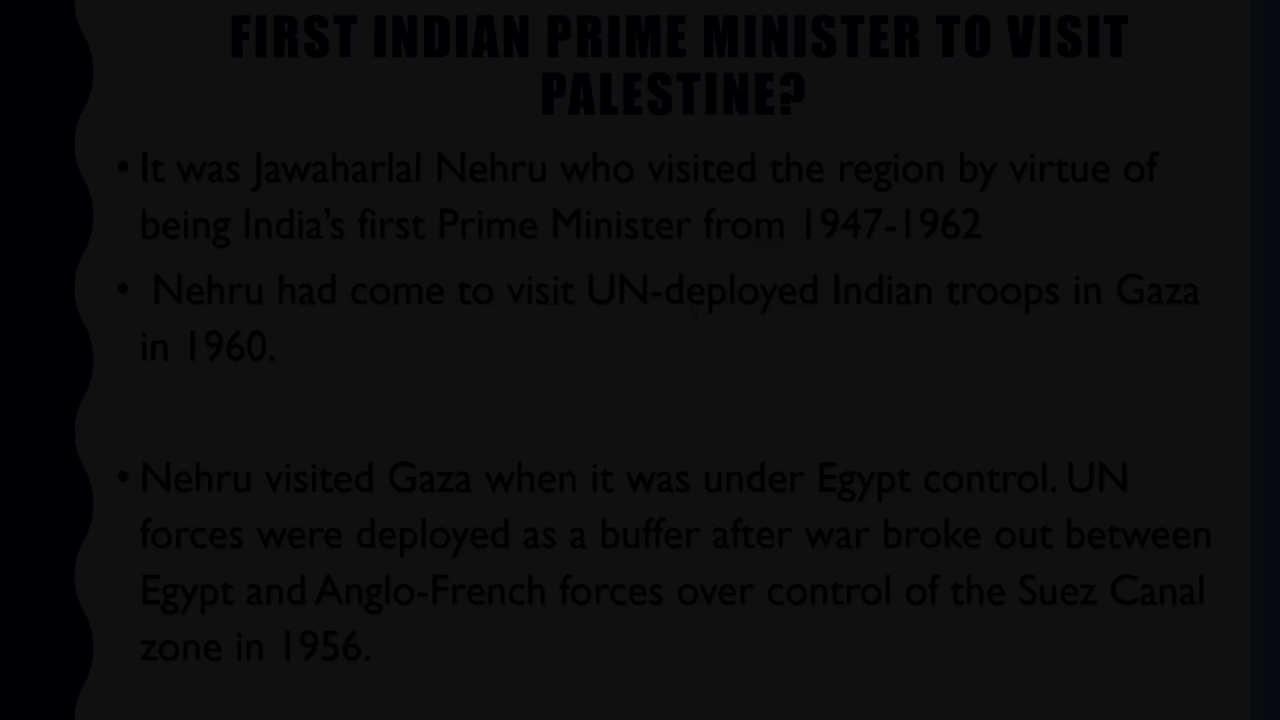 FIRST INDIAN PRIME MINISTER TO VISIT
PALESTINE?
• It was Jawaharlal Nehru who visited the region by virtue of
being India’s first Prime Minister from 1947-1962
• Nehru had come to visit UN-deployed Indian troops in Gaza
in 1960.
• Nehru visited Gaza when it was under Egypt control. UN
forces were deployed as a buffer after war broke out between
Egypt and Anglo-French forces over control of the Suez Canal
zone in 1956.